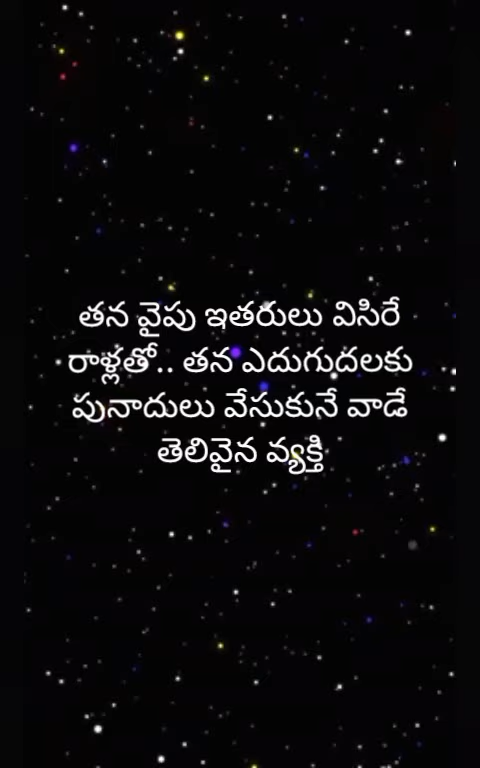 తన వైపు ఇతరులు విసిరే
రాళ్లతో.. తన ఎదుగుదలకు
పునాదులు వేసుకునే వాడే
తెలివైన వ్యక్తి